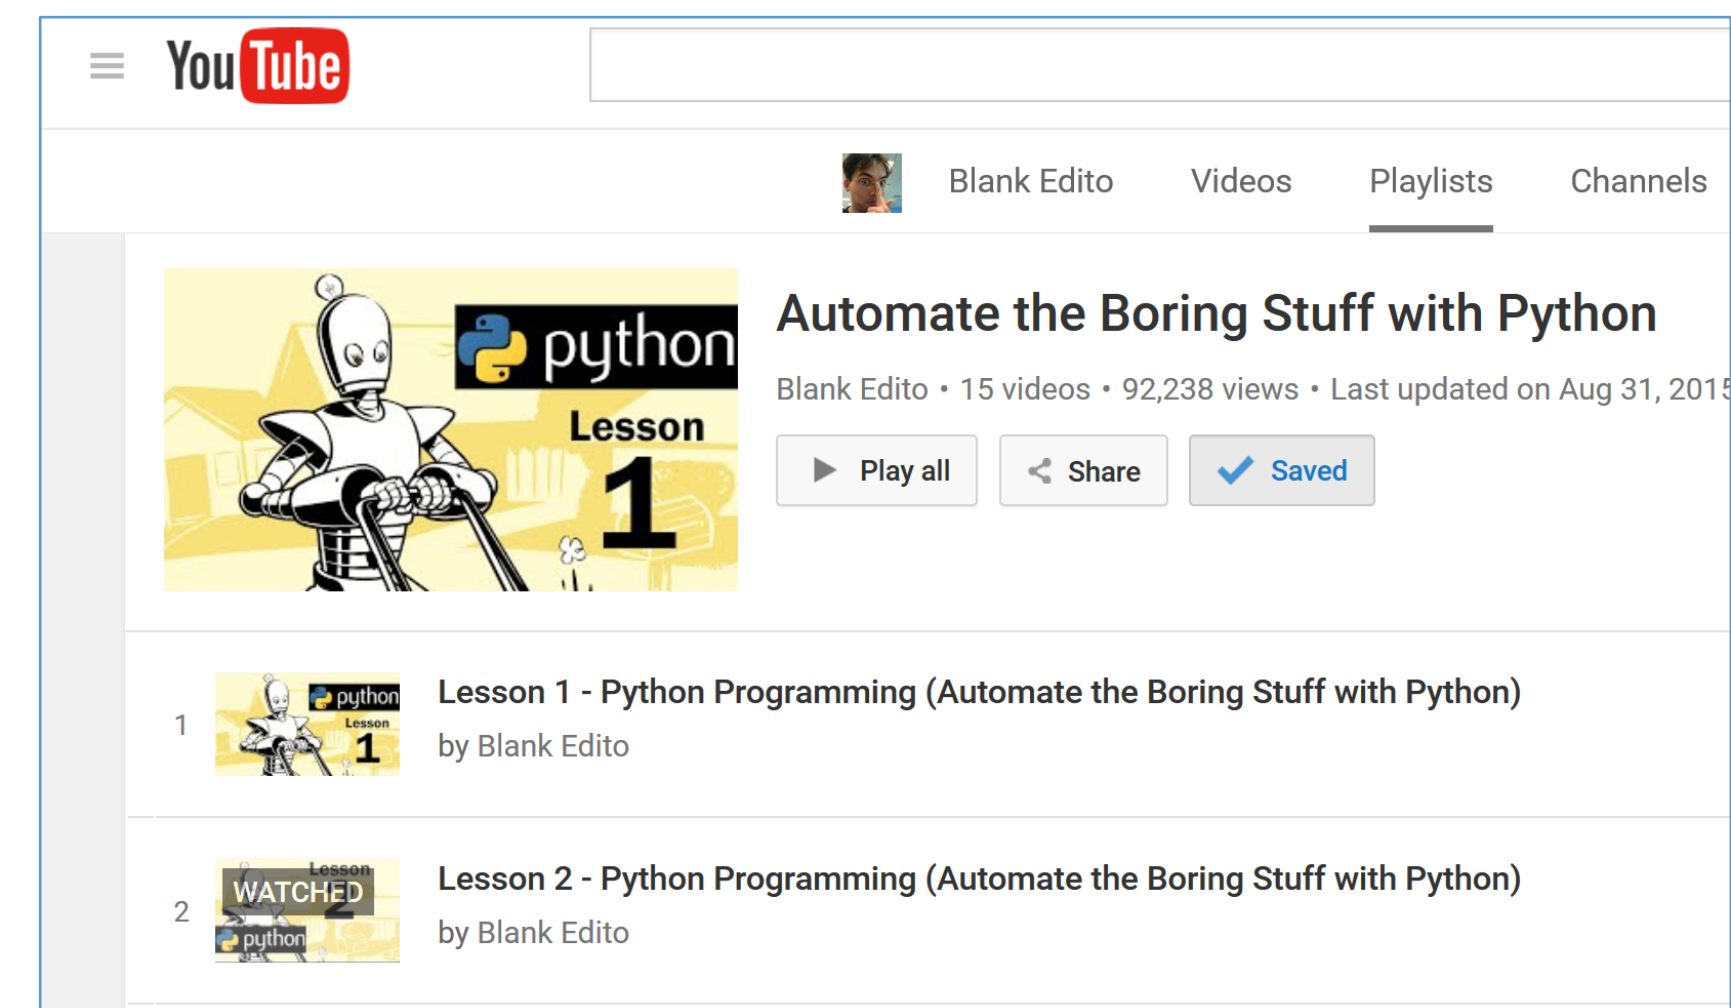 YouTube
Blank Edito Videos Playlists Channels
python
Lesson
1
Automate the Boring Stuff with Python
Blank Edito • 15 videos • 92,238 views • Last updated on Aug 31, 2015
Play all Share Saved
1
python
Lesson
1
Lesson 1 - Python Programming (Automate the Boring Stuff with Python)
by Blank Edito
2
Lesson
WATCHED
2
python
Lesson 2 - Python Programming (Automate the Boring Stuff with Python)
by Blank Edito